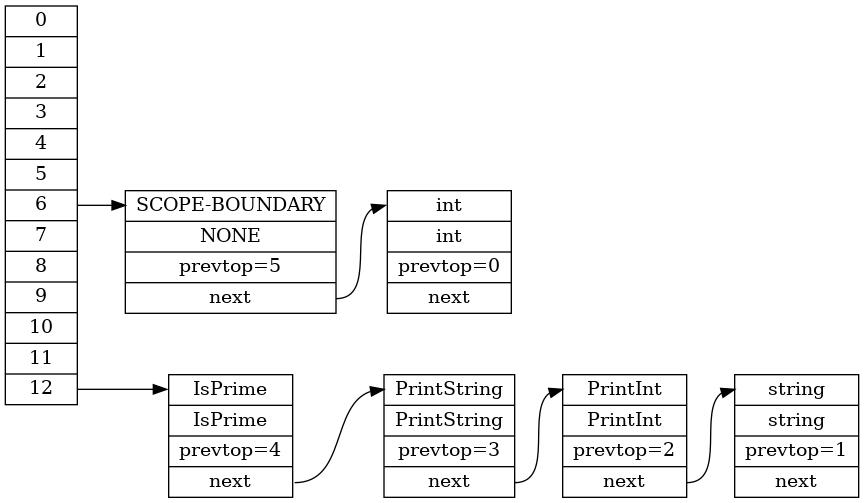 0
1
2
3
4
5
6
7
8
9
10
11
12
SCOPE-BOUNDARY
NONE
prevtop=5
next
int
int
prevtop=0
next
IsPrime
IsPrime
prevtop=4
next
PrintString
PrintString
prevtop=3
next
PrintInt
PrintInt
prevtop=2
next
string
string
prevtop=1
next